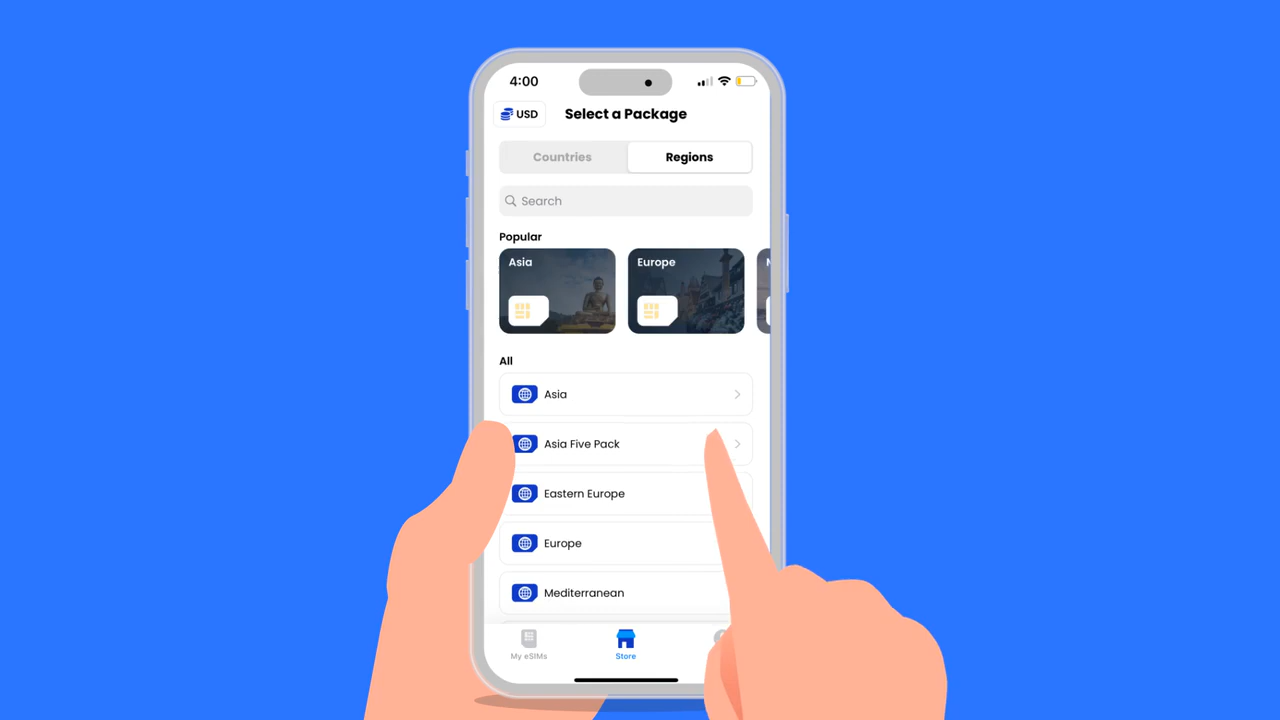 4:00
USD
Select a Package
Countries
Regions
Search
Popular
Asia
Europe
All
Asia
Asia Five Pack
Eastern Europe
Europe
Mediterranean
My eSIMs
Store